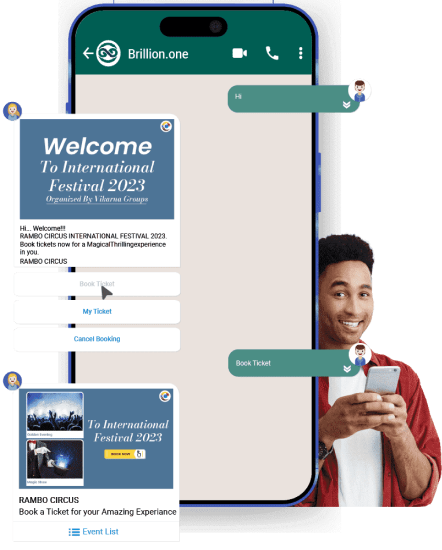 Brillion.one
Hi
Welcome
To International
Festival 2023
Organized By Vikarna Groups
Hi... Welcome!!!
RAMBO CIRCUS INTERNATIONAL FESTIVAL 2023.
Book tickets now for a MagicalThrillingexperience
in you.
RAMBO CIRCUS
Book Ticket
My Ticket
Cancel Booking
Book Ticket
To International
Festival 2023
BOOK NOW
RAMBO CIRCUS
Book a Ticket for your Amazing Experiance
Event List